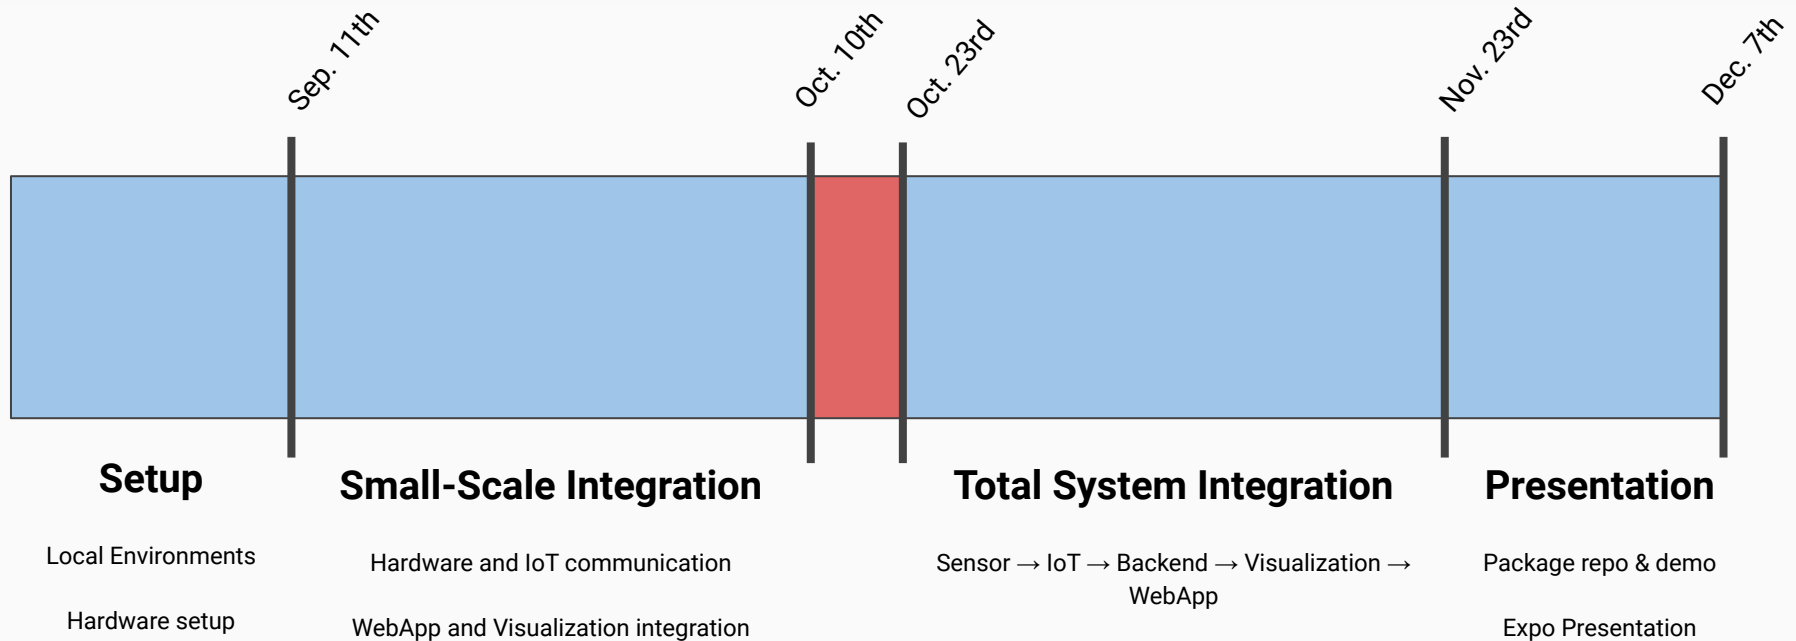 Sep. 11th
Oct. 10th
Oct. 23rd
Nov. 23rd
Dec. 7th
Setup
Local Environments
Hardware setup
Small-Scale Integration
Hardware and IoT communication
WebApp and Visualization integration
Total System Integration
Sensor → IoT → Backend → Visualization →
WebApp
Presentation
Package repo & demo
Expo Presentation